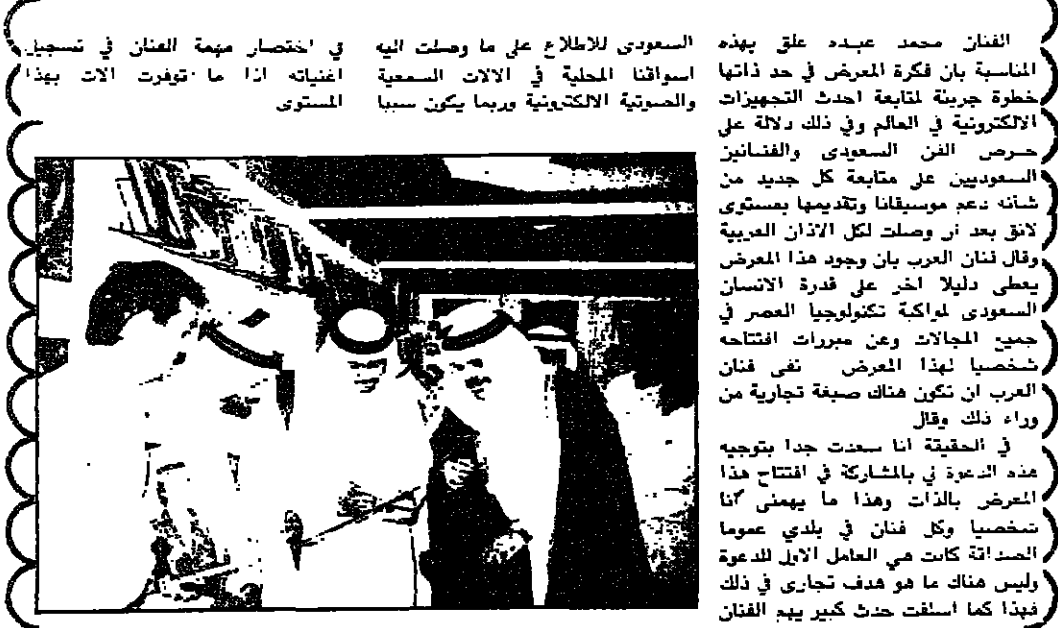 الفنان محمد عبده علق بهذه
المناسبة بان فكرة المعرض في حد ذاتها
خطوة جريئة لمتابعة احدث التجهيزات
الالكترونية في العالم وفي ذلك دلالة على
حرص الفن السعودى والفنانين
السعوديين على متابعة كل جديد من
شانه دعم موسيقانا وتقديمها بمستوى
لائق بعد ان وصلت لكل الاذان العربية
وقال فنان العرب بان وجود هذا المعرض
يعطى دليلا اخر على قدرة الانسان
السعودى لمواكبة تكنولوجيا العصر في
جميع المجالات وعن مبررات افتتاحه
شخصيا لهذا المعرض نفى فنان
العرب ان تكون هناك صبغة تجارية من
وراء ذلك وقال
في الحقيقة انا سعدت جدا بتوجيه
هذه الدعوة لي بالمشاركة في افتتاح هذا
المعرض بالذات وهذا ما يهمنى انا
شخصيا وكل فنان في بلدي عموما
الصداقة كانت هي العامل الاول للدعوة
وليس هناك ما هو هدف تجارى في ذلك
فهذا كما اسلفت حدث كبير يهم الفنان
السعودى للاطلاع على ما وصلت اليه
اسواقنا المحلية في الالات السمعية
والصوتية الالكترونية وربما يكون سببا
في اختصار مهمة الفنان في تسجيل
اغنياته اذا ما توفرت الات بهذا
المستوى